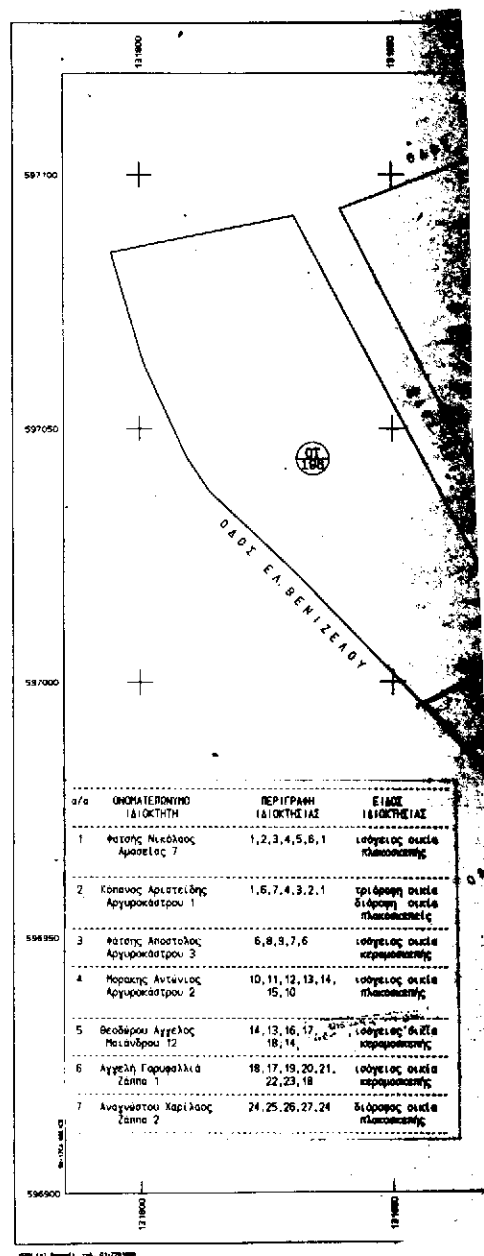 131800
597100
597050
ΟΤ
198
ΟΔΟΣ ΕΛ. ΒΕΝΙΖΕΛΟΥ
597000
α/α ΟΝΟΜΑΤΕΠΩΝΥΜΟ ΠΕΡΙΓΡΑΦΗ ΕΙΔΟΣ
ΙΔΙΟΚΤΗΤΗ ΙΔΙΟΚΤΗΣΙΑΣ ΙΔΙΟΚΤΗΣΙΑΣ
1 Φατσής Νικόλαος 1,2,3,4,5,6,1 ισόγειος οικία
Αμασείας 7 πλακοσκεπής
2 Κόπανος Αριστείδης 1,6,7,4,3,2,1 τριόροφη οικία
Αργυροκάστρου 1 διόροφη οικία
πλακοσκεπείς
596950
3 Φάτσης Αποστολος 6,8,9,7,6 ισόγειος οικία
Αργυροκάστρου 3 κεραμοσκεπής
4 Μορακης Αντώνιος 10,11,12,13,14, ισόγειος οικία
Αργυροκάστρου 2 15,10 πλακοσκεπής
5 Θεοδώρου Αγγελος 14,13,16,17, ισόγειος οικία
Μαιάνδρου 12 18,14, κεραμοσκεπής
6 Αγγελή Γαρυφαλλιά 18,17,19,20,21, ισόγειος οικία
Ζάππα 1 22,23,18 κεραμοσκεπής
7 Αναγνώστου Χαρίλαος 24,25,26,27,24 διόροφος οικία
Ζάππα 2 πλακοσκεπής
596900
131800